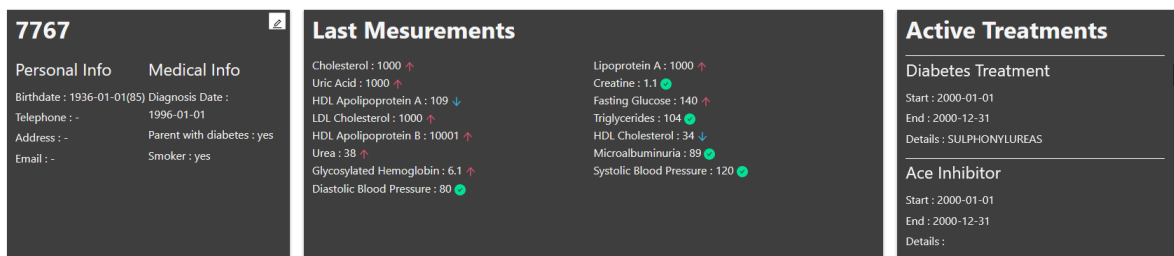 7767
Personal Info
Birthdate : 1936-01-01(85)
Telephone : -
Address : -
Email : -
Medical Info
Diagnosis Date :
1996-01-01
Parent with diabetes : yes
Smoker : yes
Last Mesurements
Cholesterol : 1000 ↑
Uric Acid : 1000 ↑
HDL Apolipoprotein A : 109 ↓
LDL Cholesterol : 1000 ↑
HDL Apolipoprotein B : 10001 ↑
Urea : 38 ↑
Glycosylated Hemoglobin : 6.1 ↑
Diastolic Blood Pressure : 80
Lipoprotein A : 1000 ↑
Creatine : 1.1
Fasting Glucose : 140 ↑
Triglycerides : 104
HDL Cholesterol : 34 ↓
Microalbuminuria : 89
Systolic Blood Pressure : 120
Active Treatments
Diabetes Treatment
Start : 2000-01-01
End : 2000-12-31
Details : SULPHONYLUREAS
Ace Inhibitor
Start : 2000-01-01
End : 2000-12-31
Details :